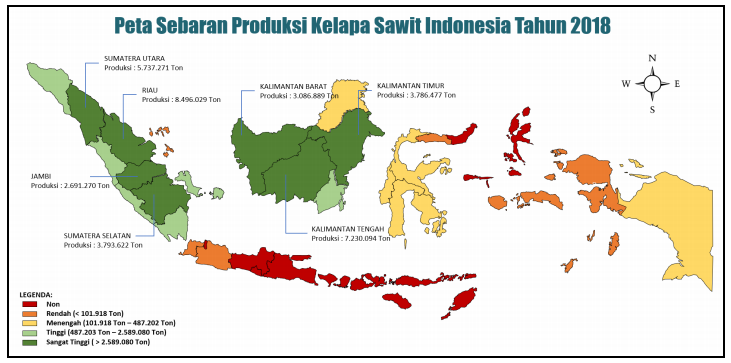 Peta Sebaran Produksi Kelapa Sawit Indonesia Tahun 2018
SUMATERA UTARA
Produksi : 5.737.271 Ton
RIAU
Produksi : 8.496.029 Ton
KALIMANTAN BARAT
Produksi : 3.086.889 Ton
KALIMANTAN TIMUR
Produksi : 3.786.477 Ton
N
W
E
S
JAMBI
Produksi : 2.691.270 Ton
SUMATERA SELATAN
Produksi : 3.793.622 Ton
KALIMANTAN TENGAH
Produksi : 7.230.094 Ton
LEGENDA:
Non
Rendah (< 101.918 Ton)
Menengah (101.918 Ton – 487.202 Ton)
Tinggi (487.203 Ton – 2.589.080 Ton)
Sangat Tinggi ( > 2.589.080 Ton)